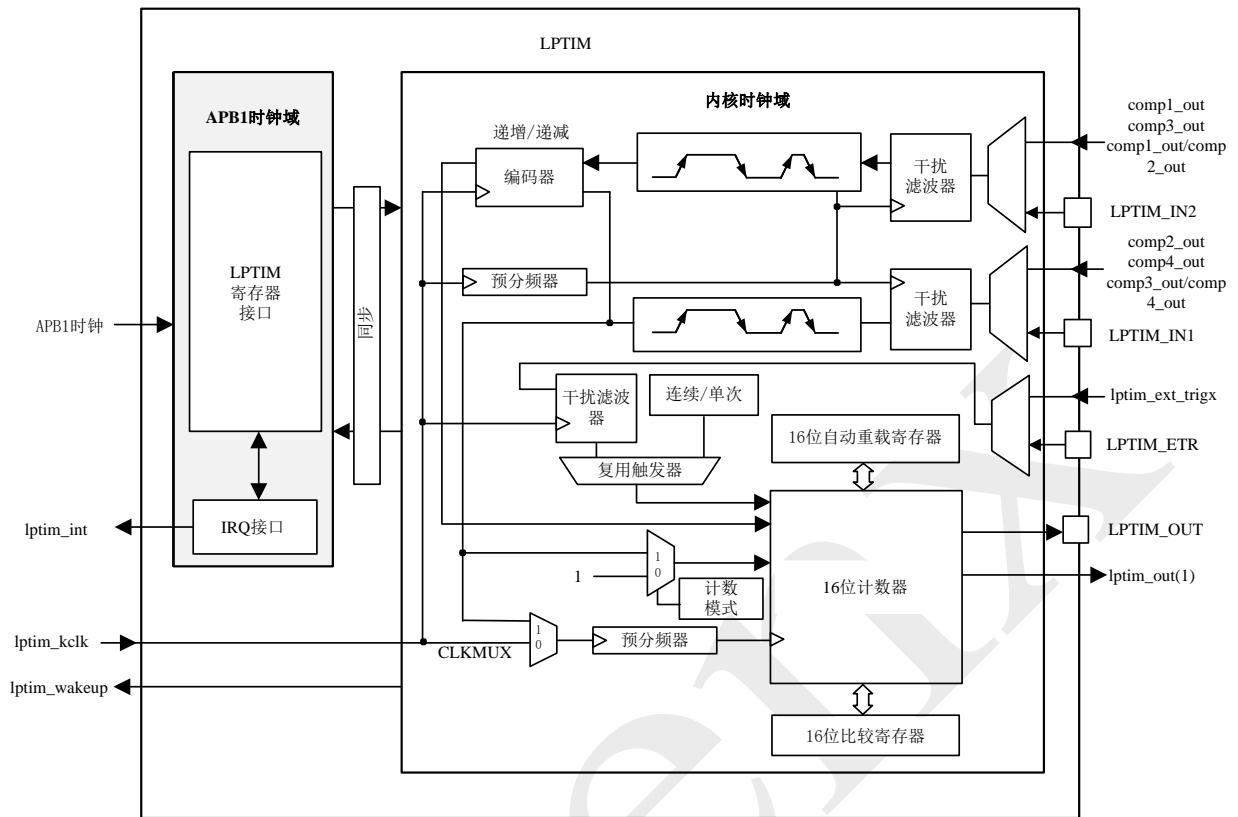 LPTIM
APB1时钟域
内核时钟域
LPTIM
寄存器
接口
IRQ接口
同步
APB1时钟
lptim_int
lptim_kclk
lptim_wakeup
递增/递减
编码器
干扰
滤波器
预分频器
干扰
滤波器
干扰滤波
器
连续/单次
复用触发器
16位自动重载寄存器
16位计数器
1
0
1
计数
模式
1
0
CLKMUX
预分频器
16位比较寄存器
comp1_out
comp3_out
comp1_out/comp
2_out
LPTIM_IN2
comp2_out
comp4_out
comp3_out/comp
4_out
LPTIM_IN1
lptim_ext_trigx
LPTIM_ETR
LPTIM_OUT
lptim_out(1)